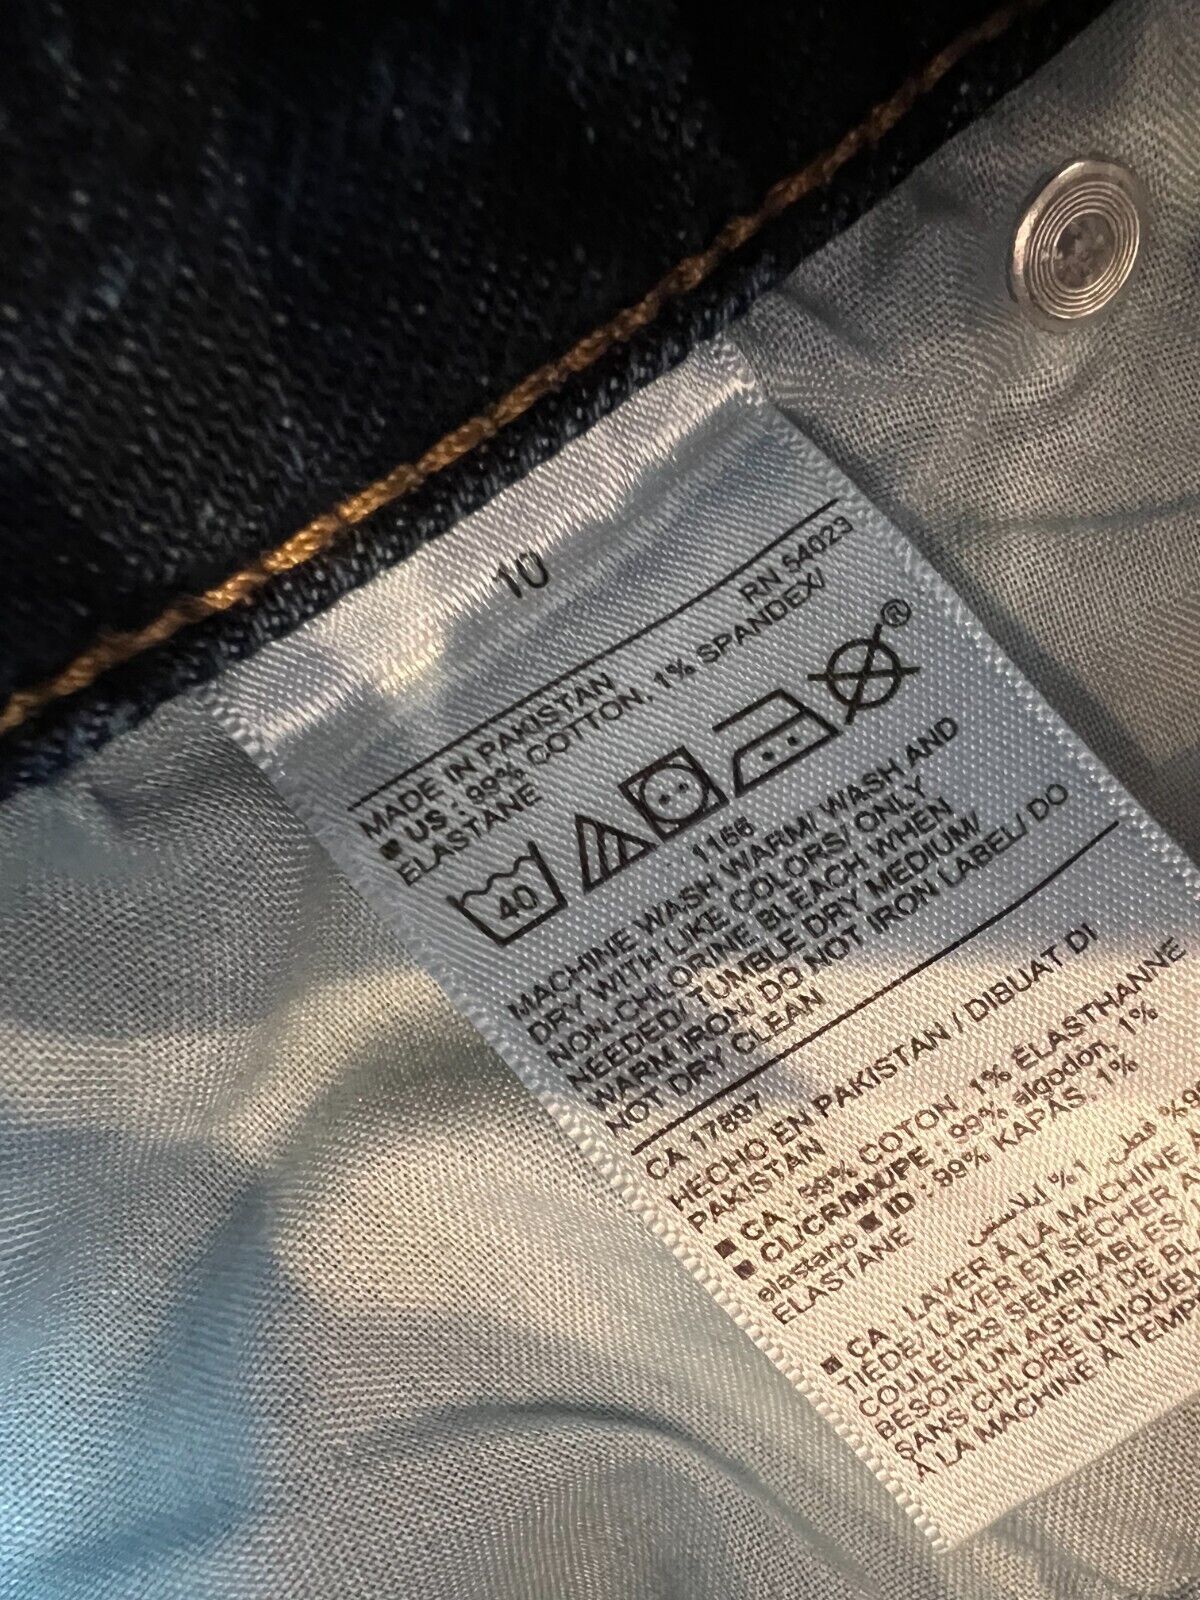 10
MADE IN PAKISTAN RN 54023
■ US : 99% COTTON, 1% SPANDEX/
ELASTANE
40 ®
1166
MACHINE WASH WARM/ WASH AND
DRY WITH LIKE COLORS/ ONLY
NON-CHLORINE BLEACH WHEN
NEEDED/ TUMBLE DRY MEDIUM/
WARM IRON/ DO NOT IRON LABEL/ DO
NOT DRY CLEAN
CA 17897
HECHO EN PAKISTAN / DIBUAT DI
PAKISTAN
■ CA : 99% COTON, 1% ÉLASTHANNE
■ CL/CR/MX/PE : 99% algodón, 1%
elastano ■ ID : 99% KAPAS, 1%
ELASTANE
قطن, 1% إيلاستين
■ CA : LAVER À LA MACHINE
TIÈDE/ LAVER ET SÉCHER
COULEURS SEMBLABLES/
BESOIN UN AGENT DE
SANS CHLORE
À LA MACHINE À